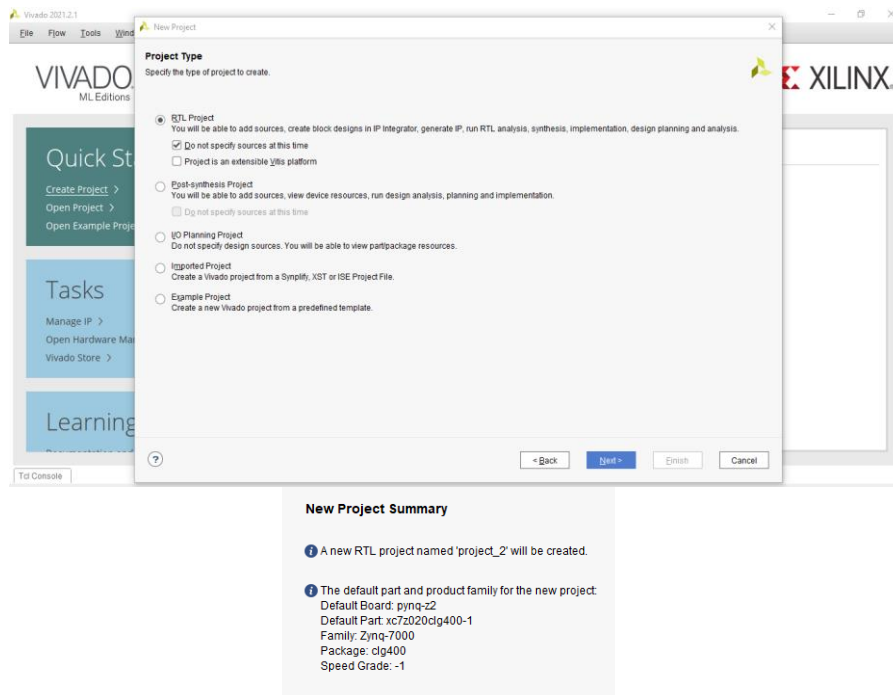 Vivado 2021.2.1
File Flow Tools Wind
New Project
VIVADO
ML Editions
XILINX
Project Type
Specify the type of project to create.
RTL Project
You will be able to add sources, create block designs in IP Integrator, generate IP, run RTL analysis, synthesis, implementation, design planning and analysis.
Do not specify sources at this time
Project is an extensible Vitis platform
Post-synthesis Project
You will be able to add sources, view device resources, run design analysis, planning and implementation.
Do not specify sources at this time
I/O Planning Project
Do not specify design sources. You will be able to view part/package resources.
Imported Project
Create a Vivado project from a Synplify, XST or ISE Project File.
Example Project
Create a new Vivado project from a predefined template.
Quick St
Create Project >
Open Project >
Open Example Proje
Tasks
Manage IP >
Open Hardware Ma
Vivado Store >
Learning
? < Back Next > Finish Cancel
Tcl Console
New Project Summary
A new RTL project named 'project_2' will be created.
The default part and product family for the new project:
Default Board: pynq-z2
Default Part: xc7z020clg400-1
Family: Zynq-7000
Package: clg400
Speed Grade: -1